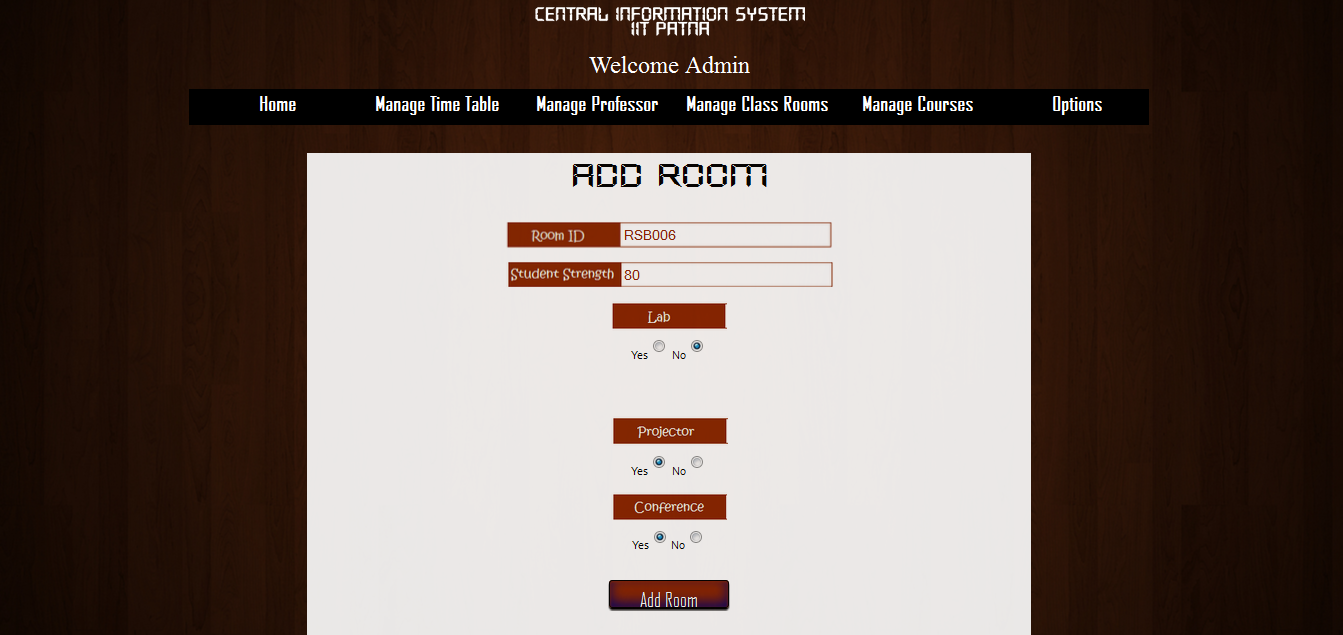 CENTRAL INFORMATION SYSTEM
IIT PATNA
Welcome Admin
Home Manage Time Table Manage Professor Manage Class Rooms Manage Courses Options
ADD ROOM
Room ID RSB006
Student Strength 80
Lab
Yes No
Projector
Yes No
Conference
Yes No
Add Room